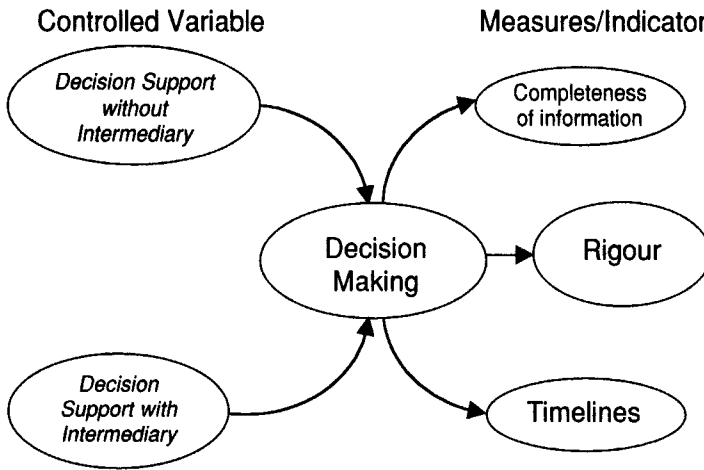 Controlled Variable
Measures/Indicator
Decision Support
without
Intermediary
Completeness
of information
Decision
Making
Rigour
Decision
Support with
Intermediary
Timelines